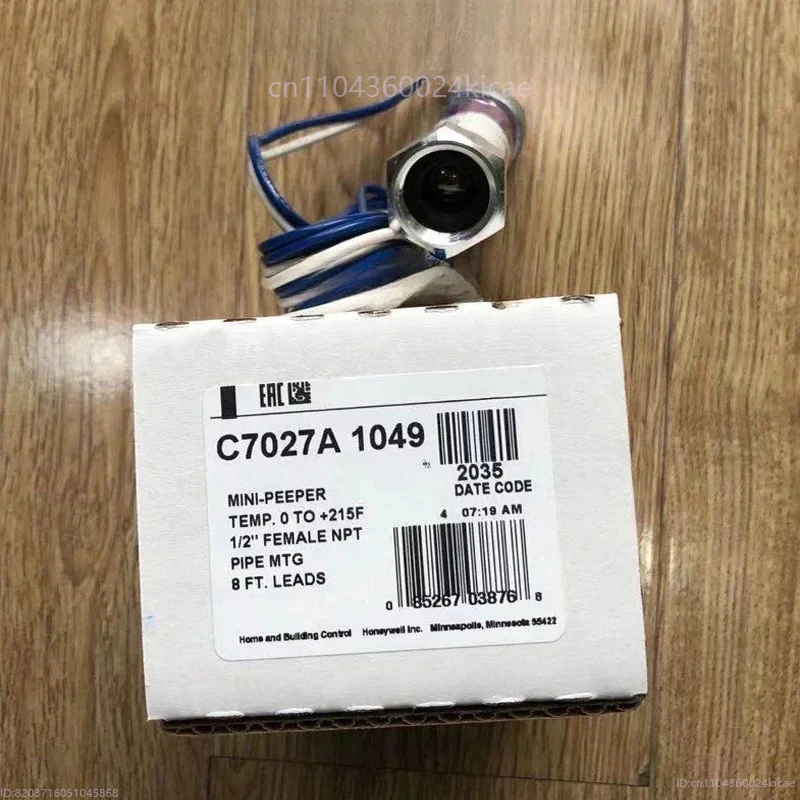 cn1104360024kicae
EAC
C7027A 1049
2035
DATE CODE
MINI-PEEPER
TEMP. 0 TO +215F
1/2" FEMALE NPT
PIPE MTG
8 FT. LEADS
4 07:19 AM
0 85267 03876 8
Home and Building Control Honeywell Inc. Minneapolis, Minnesota 55422
ID:8208716051045868
ID:cn1104360024kicae